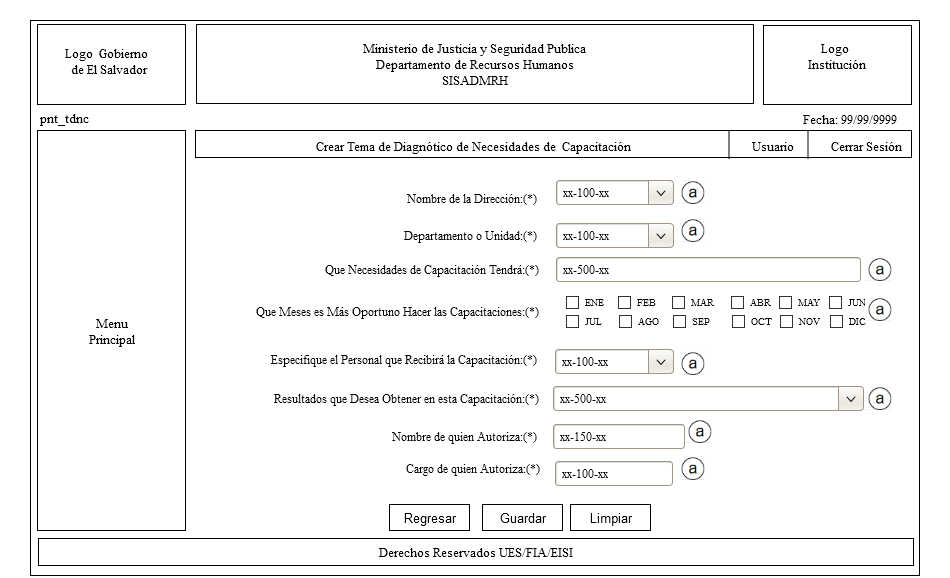 Logo Gobierno
de El Salvador
Ministerio de Justicia y Seguridad Publica
Departamento de Recursos Humanos
SISADMRH
Logo
Institución
pnt_tdnc
Fecha: 99/99/9999
Crear Tema de Diagnótico de Necesidades de Capacitación
Usuario
Cerrar Sesión
Menu
Principal
Nombre de la Dirección:(*) xx-100-xx a
Departamento o Unidad:(*) xx-100-xx a
Que Necesidades de Capacitación Tendrá:(*) xx-500-xx a
Que Meses es Más Oportuno Hacer las Capacitaciones:(*)
ENE FEB MAR ABR MAY JUN a
JUL AGO SEP OCT NOV DIC
Especifique el Personal que Recibirá la Capacitación:(*) xx-100-xx a
Resultados que Desea Obtener en esta Capacitación:(*) xx-500-xx a
Nombre de quien Autoriza:(*) xx-150-xx a
Cargo de quien Autoriza:(*) xx-100-xx a
Regresar Guardar Limpiar
Derechos Reservados UES/FIA/EISI